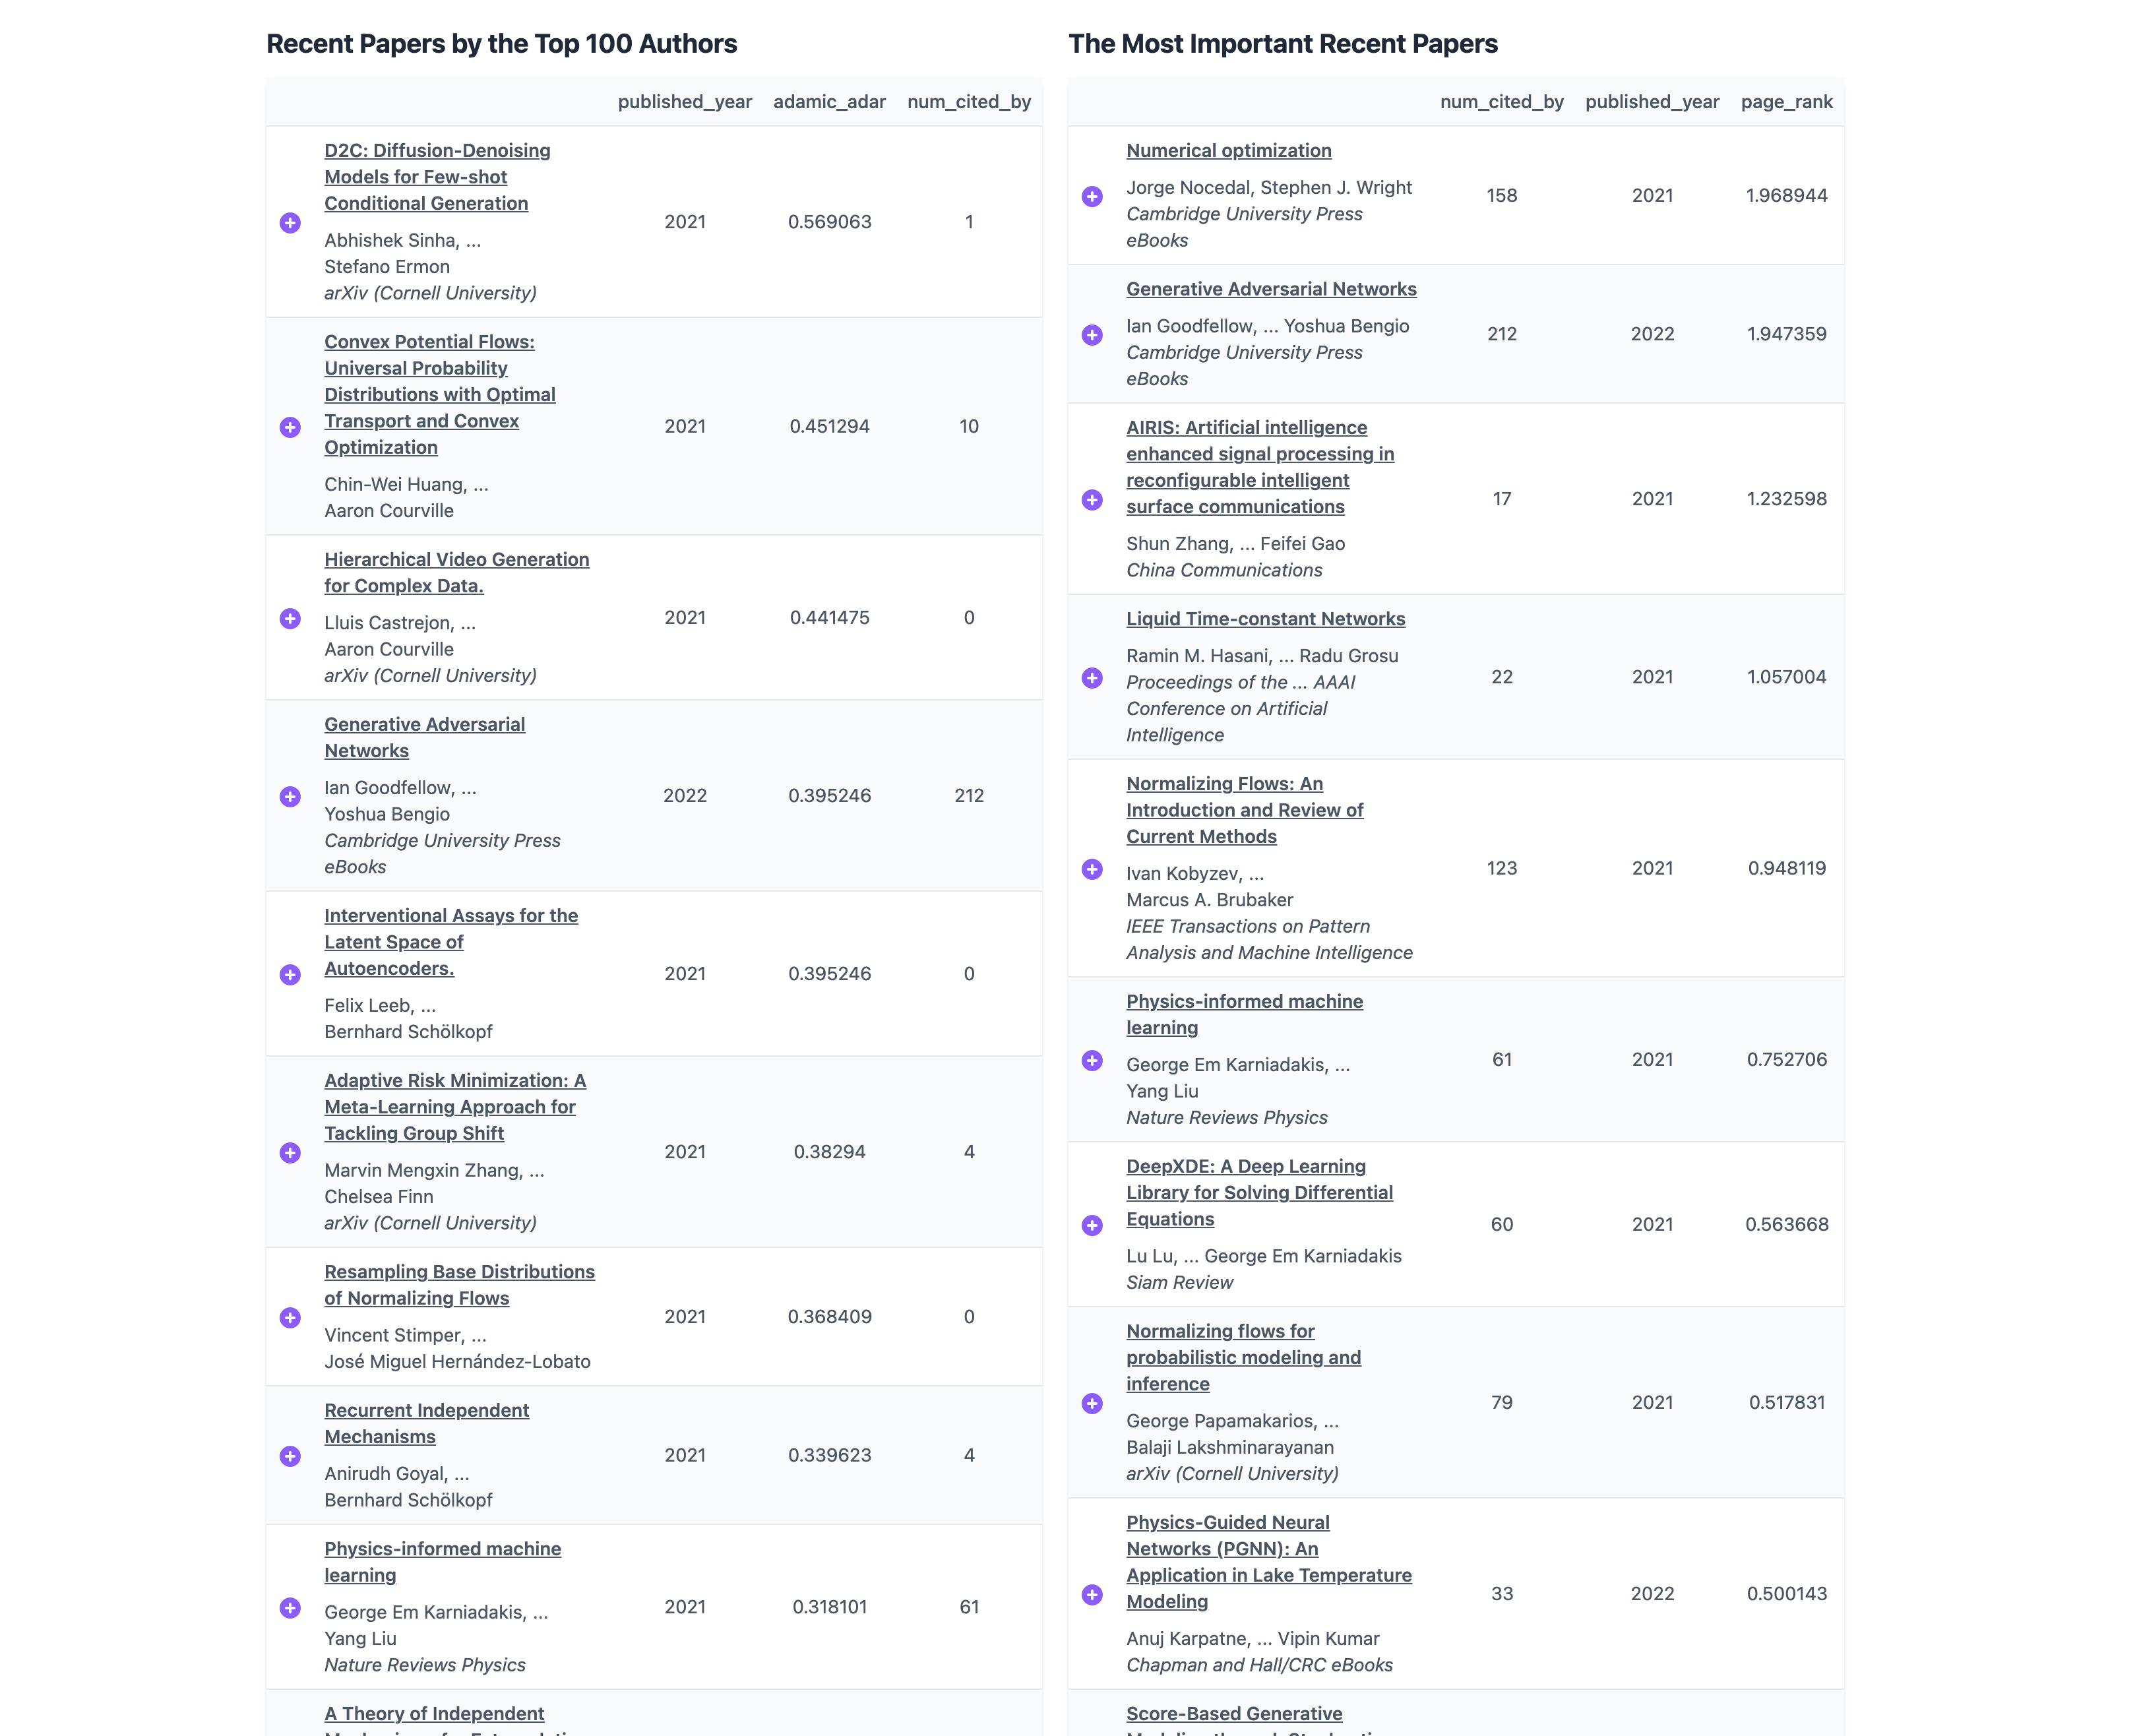 Recent Papers by the Top 100 Authors
published_year adamic_adar num_cited_by
D2C: Diffusion-Denoising
Models for Few-shot
Conditional Generation
Abhishek Sinha, ...
Stefano Ermon
arXiv (Cornell University)
2021 0.569063 1
Convex Potential Flows:
Universal Probability
Distributions with Optimal
Transport and Convex
Optimization
Chin-Wei Huang, ...
Aaron Courville
2021 0.451294 10
Hierarchical Video Generation
for Complex Data.
Lluis Castrejon, ...
Aaron Courville
arXiv (Cornell University)
2021 0.441475 0
Generative Adversarial
Networks
Ian Goodfellow, ...
Yoshua Bengio
Cambridge University Press
eBooks
2022 0.395246 212
Interventional Assays for the
Latent Space of
Autoencoders.
Felix Leeb, ...
Bernhard Schölkopf
2021 0.395246 0
Adaptive Risk Minimization: A
Meta-Learning Approach for
Tackling Group Shift
Marvin Mengxin Zhang, ...
Chelsea Finn
arXiv (Cornell University)
2021 0.38294 4
Resampling Base Distributions
of Normalizing Flows
Vincent Stimper, ...
José Miguel Hernández-Lobato
2021 0.368409 0
Recurrent Independent
Mechanisms
Anirudh Goyal, ...
Bernhard Schölkopf
2021 0.339623 4
Physics-informed machine
learning
George Em Karniadakis, ...
Yang Liu
Nature Reviews Physics
2021 0.318101 61
A Theory of Independent
The Most Important Recent Papers
num_cited_by published_year page_rank
Numerical optimization
Jorge Nocedal, Stephen J. Wright
Cambridge University Press
eBooks
158 2021 1.968944
Generative Adversarial Networks
Ian Goodfellow, ... Yoshua Bengio
Cambridge University Press
eBooks
212 2022 1.947359
AIRIS: Artificial intelligence
enhanced signal processing in
reconfigurable intelligent
surface communications
Shun Zhang, ... Feifei Gao
China Communications
17 2021 1.232598
Liquid Time-constant Networks
Ramin M. Hasani, ... Radu Grosu
Proceedings of the ... AAAI
Conference on Artificial
Intelligence
22 2021 1.057004
Normalizing Flows: An
Introduction and Review of
Current Methods
Ivan Kobyzev, ...
Marcus A. Brubaker
IEEE Transactions on Pattern
Analysis and Machine Intelligence
123 2021 0.948119
Physics-informed machine
learning
George Em Karniadakis, ...
Yang Liu
Nature Reviews Physics
61 2021 0.752706
DeepXDE: A Deep Learning
Library for Solving Differential
Equations
Lu Lu, ... George Em Karniadakis
Siam Review
60 2021 0.563668
Normalizing flows for
probabilistic modeling and
inference
George Papamakarios, ...
Balaji Lakshminarayanan
arXiv (Cornell University)
79 2021 0.517831
Physics-Guided Neural
Networks (PGNN): An
Application in Lake Temperature
Modeling
Anuj Karpatne, ... Vipin Kumar
Chapman and Hall/CRC eBooks
33 2022 0.500143
Score-Based Generative